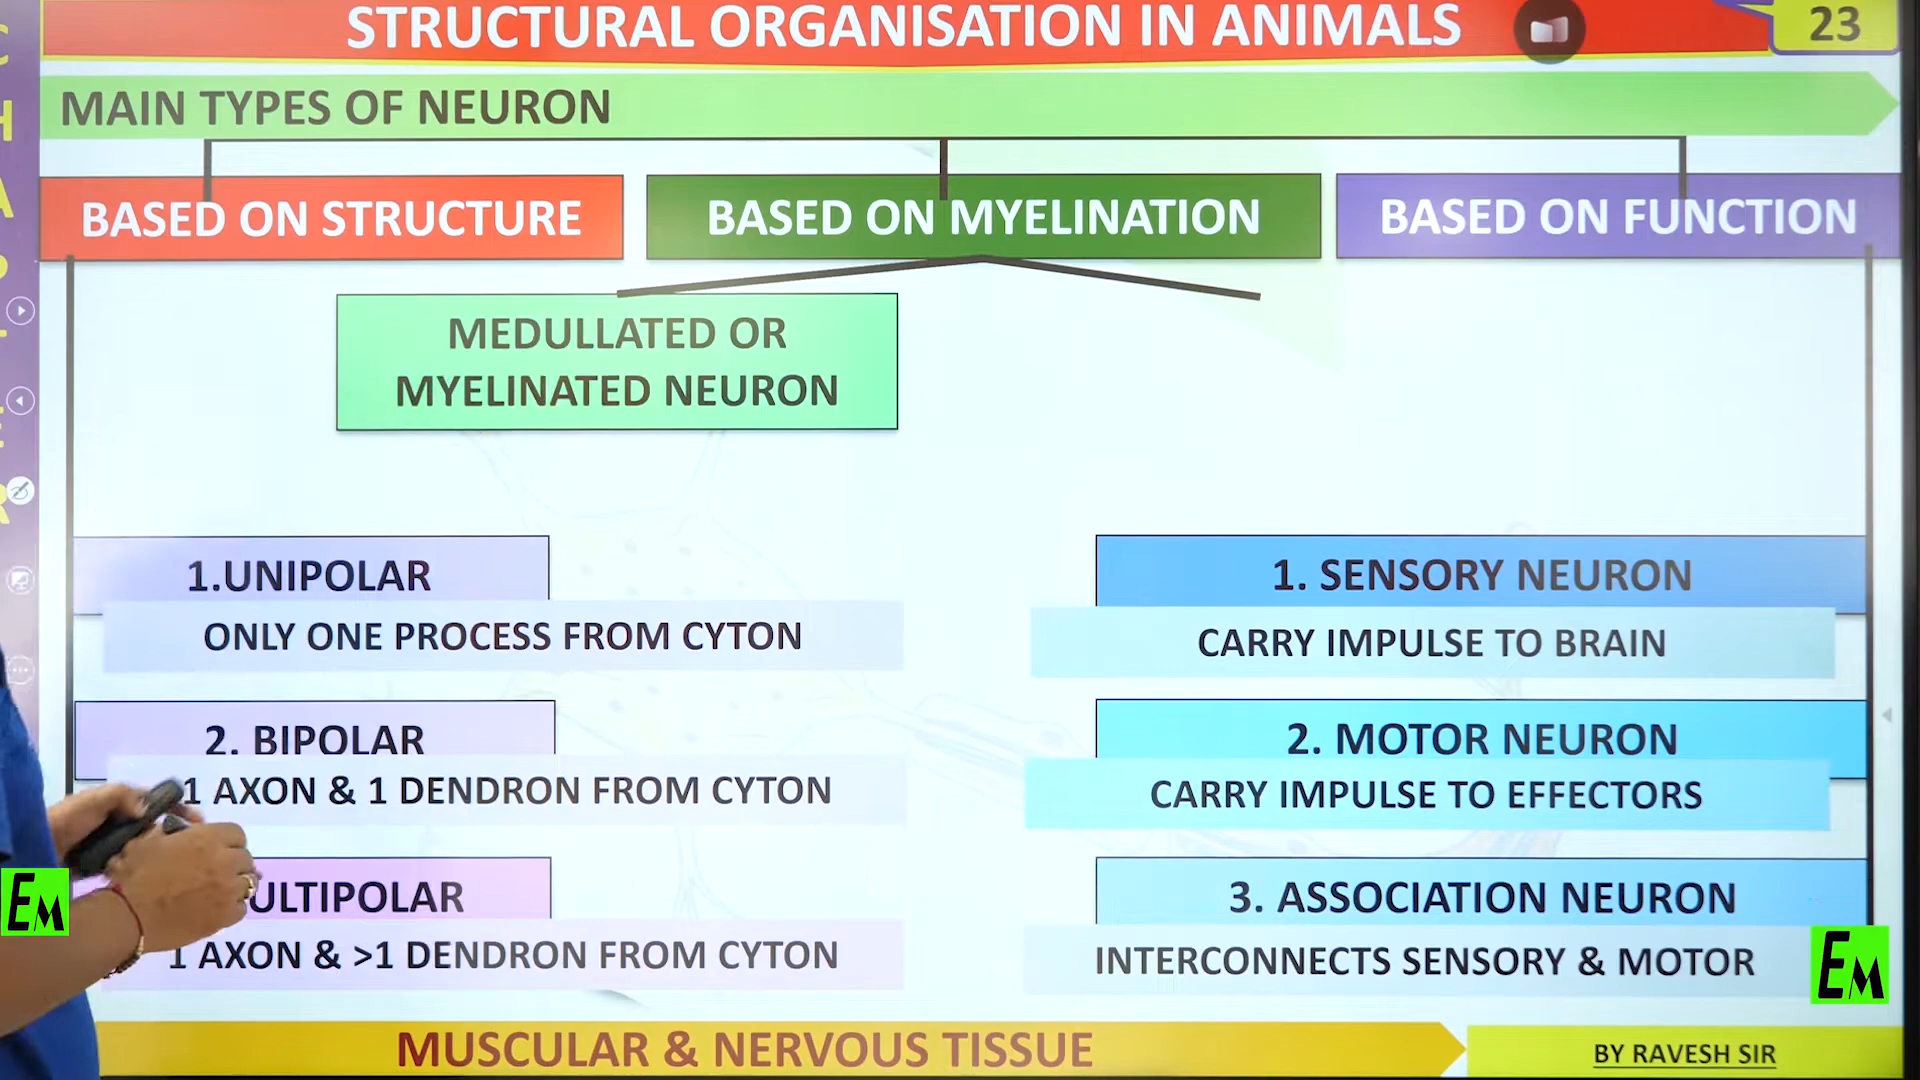 STRUCTURAL ORGANISATION IN ANIMALS
23
MAIN TYPES OF NEURON
BASED ON STRUCTURE
BASED ON MYELINATION
BASED ON FUNCTION
MEDULLATED OR
MYELINATED NEURON
1.UNIPOLAR
ONLY ONE PROCESS FROM CYTON
2. BIPOLAR
1 AXON & 1 DENDRON FROM CYTON
ULTIPOLAR
1 AXON & >1 DENDRON FROM CYTON
1. SENSORY NEURON
CARRY IMPULSE TO BRAIN
2. MOTOR NEURON
CARRY IMPULSE TO EFFECTORS
3. ASSOCIATION NEURON
INTERCONNECTS SENSORY & MOTOR
EM
EM
MUSCULAR & NERVOUS TISSUE
BY RAVESH SIR